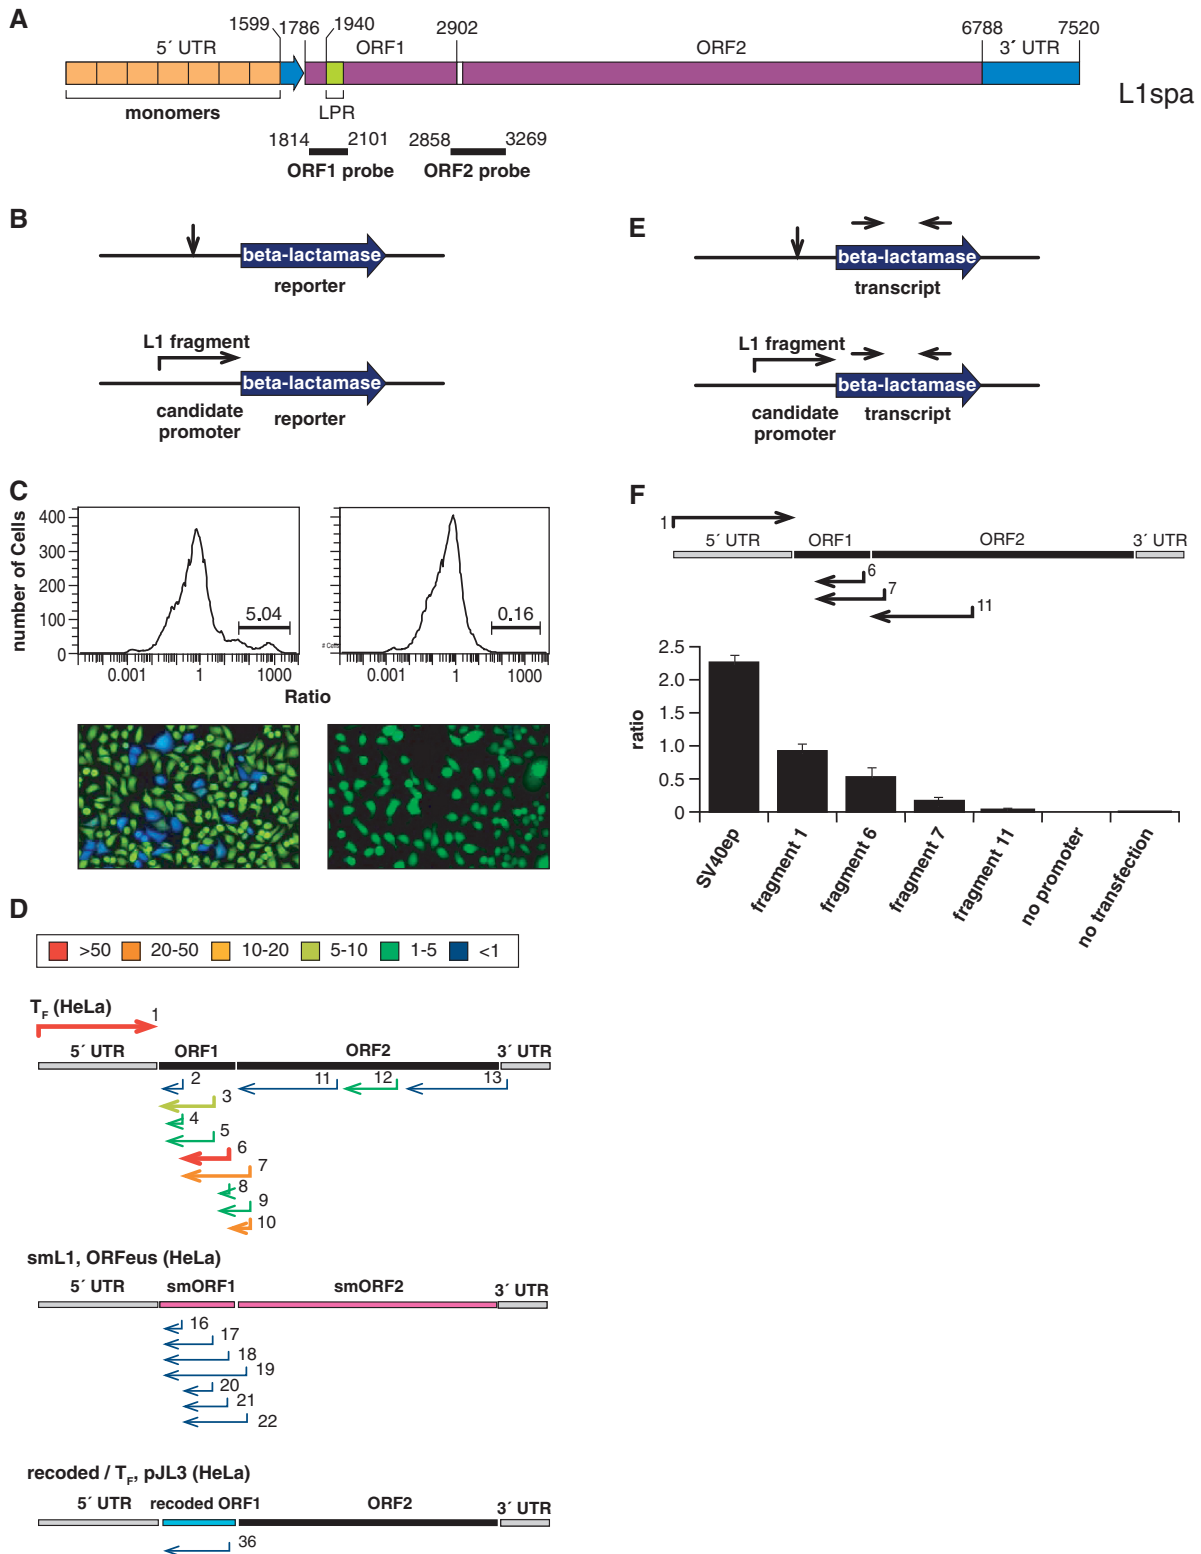 A
1599
1786
1940
2902
6788
7520
5´ UTR
ORF1
ORF2
3´ UTR
L1spa
monomers
LPR
1814
2101
2858
3269
ORF1 probe
ORF2 probe
B
beta-lactamase
reporter
L1 fragment
beta-lactamase
candidate
promoter
reporter
E
beta-lactamase
transcript
L1 fragment
beta-lactamase
candidate
promoter
transcript
C
number of Cells
400
300
200
100
0
5.04
0.001
1
1000
# Cells
0.16
0.001
1
1000
Ratio
F
1
5´ UTR
ORF1
ORF2
3´ UTR
6
7
11
ratio
2.5
2.0
1.5
1.0
0.5
0
SV40ep
fragment 1
fragment 6
fragment 7
fragment 11
no promoter
no transfection
D
>50
20-50
10-20
5-10
1-5
<1
TF (HeLa)
1
5´ UTR
ORF1
ORF2
3´ UTR
2
11
12
13
3
4
5
6
7
8
9
10
smL1, ORFeus (HeLa)
5´ UTR
smORF1
smORF2
3´ UTR
16
17
18
19
20
21
22
recoded / TF, pJL3 (HeLa)
5´ UTR
recoded ORF1
ORF2
3´ UTR
36